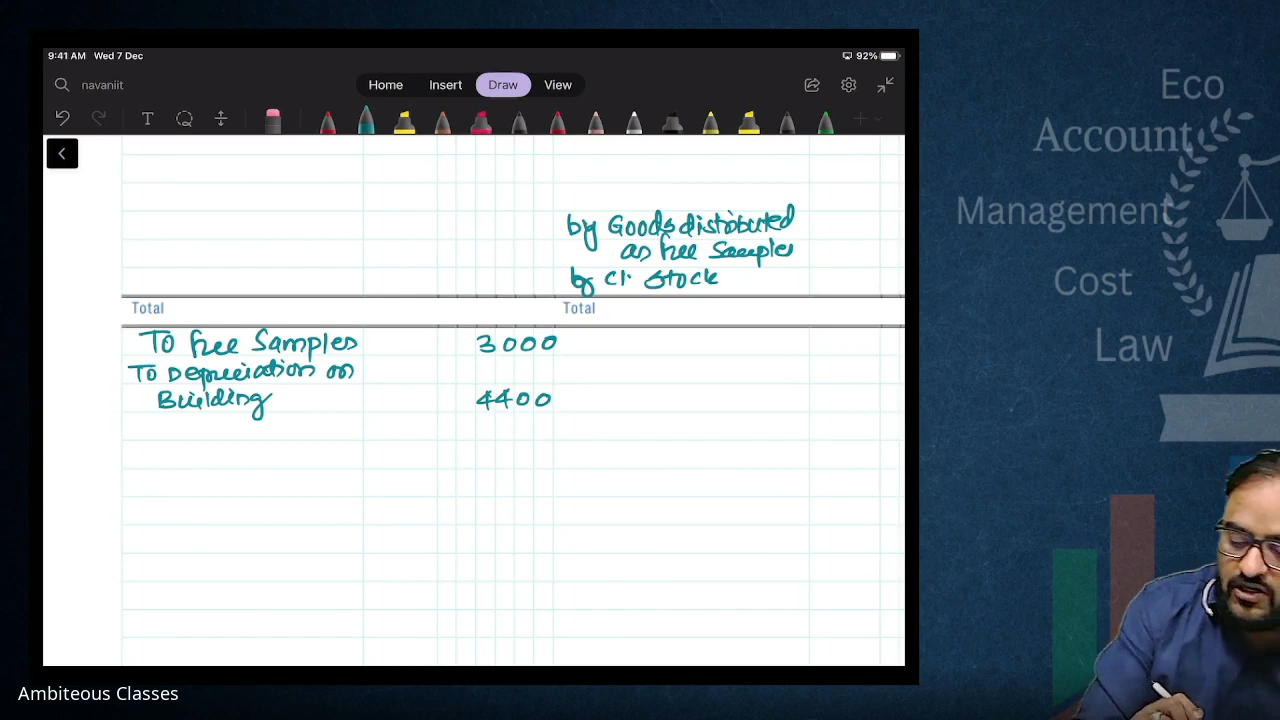 9:41 AM Wed 7 Dec
92%
navaniit
Home Insert Draw View
Eco
Account
Management
Cost
Law
by Goods distributed
as free Samples
by Cl. Stock
Total Total
To free Samples 3000
To Depreciation on
Building 4400
Ambiteous Classes